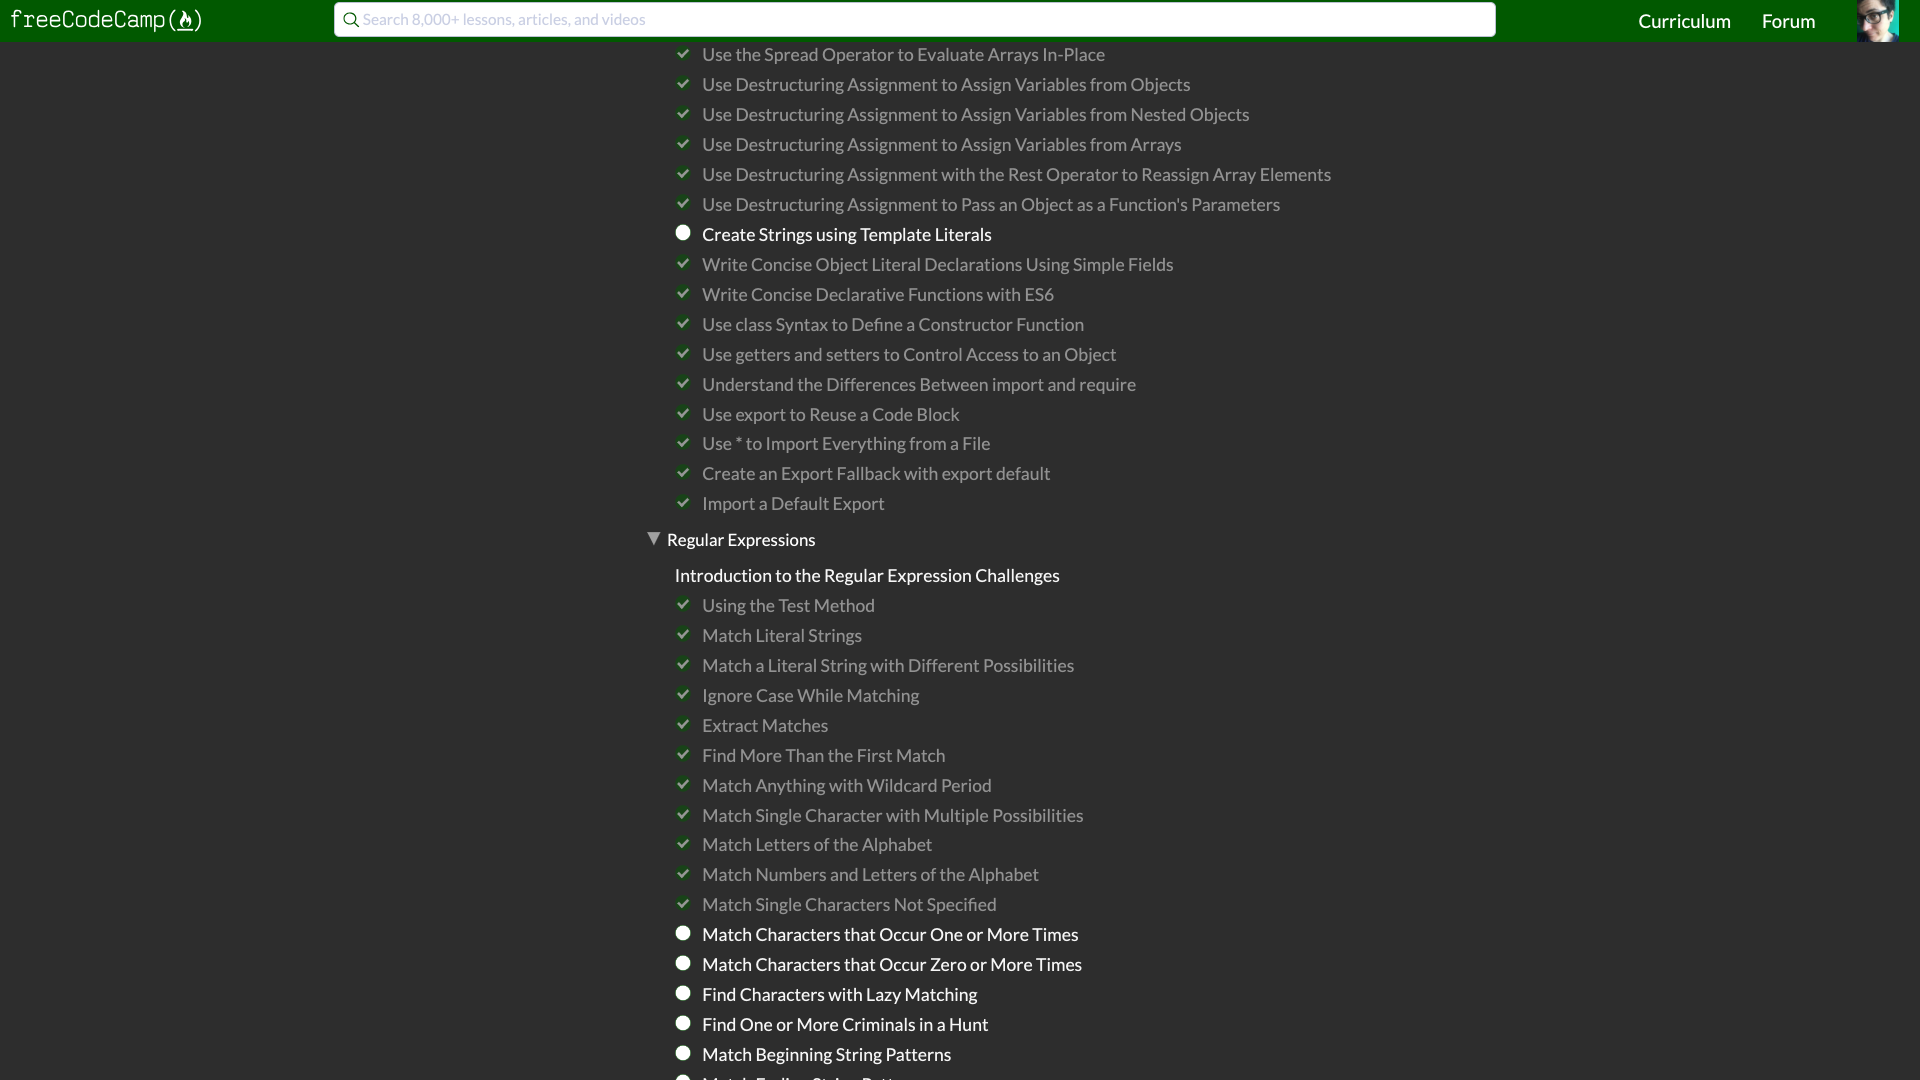 freeCodeCamp(🔥)
Search 8,000+ lessons, articles, and videos
Curriculum
Forum
Use the Spread Operator to Evaluate Arrays In-Place
Use Destructuring Assignment to Assign Variables from Objects
Use Destructuring Assignment to Assign Variables from Nested Objects
Use Destructuring Assignment to Assign Variables from Arrays
Use Destructuring Assignment with the Rest Operator to Reassign Array Elements
Use Destructuring Assignment to Pass an Object as a Function's Parameters
Create Strings using Template Literals
Write Concise Object Literal Declarations Using Simple Fields
Write Concise Declarative Functions with ES6
Use class Syntax to Define a Constructor Function
Use getters and setters to Control Access to an Object
Understand the Differences Between import and require
Use export to Reuse a Code Block
Use * to Import Everything from a File
Create an Export Fallback with export default
Import a Default Export
Regular Expressions
Introduction to the Regular Expression Challenges
Using the Test Method
Match Literal Strings
Match a Literal String with Different Possibilities
Ignore Case While Matching
Extract Matches
Find More Than the First Match
Match Anything with Wildcard Period
Match Single Character with Multiple Possibilities
Match Letters of the Alphabet
Match Numbers and Letters of the Alphabet
Match Single Characters Not Specified
Match Characters that Occur One or More Times
Match Characters that Occur Zero or More Times
Find Characters with Lazy Matching
Find One or More Criminals in a Hunt
Match Beginning String Patterns